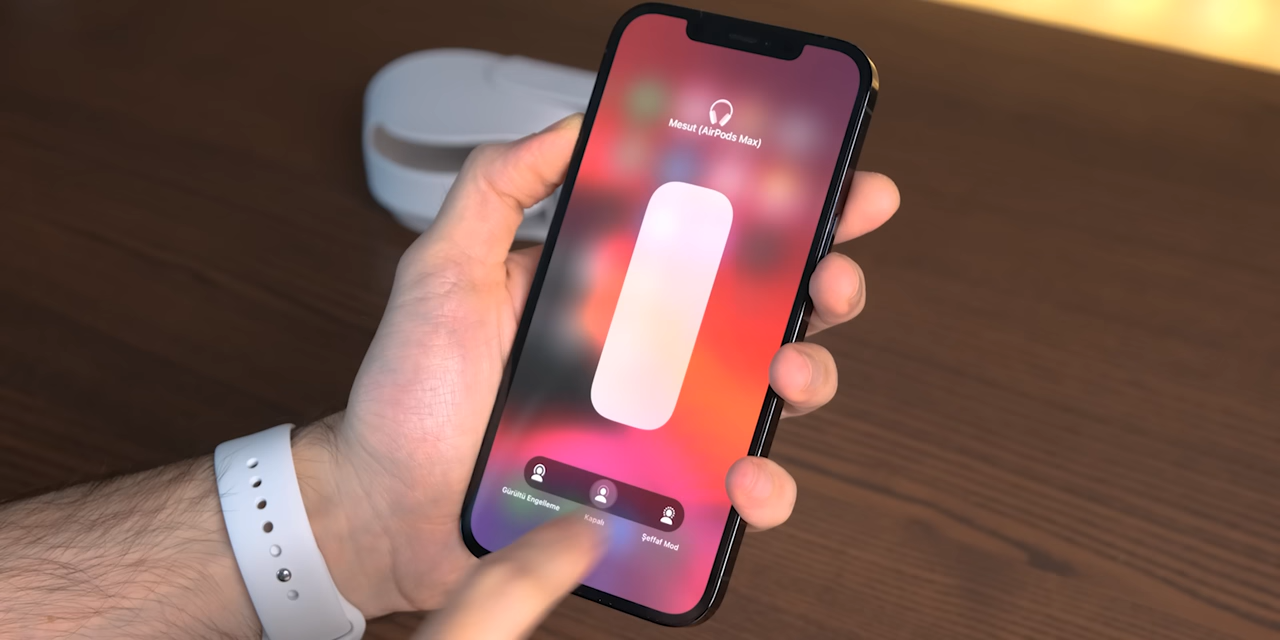 Mesut (AirPods Max)
Gürültü Engelleme
Kapalı
Şeffaf Mod